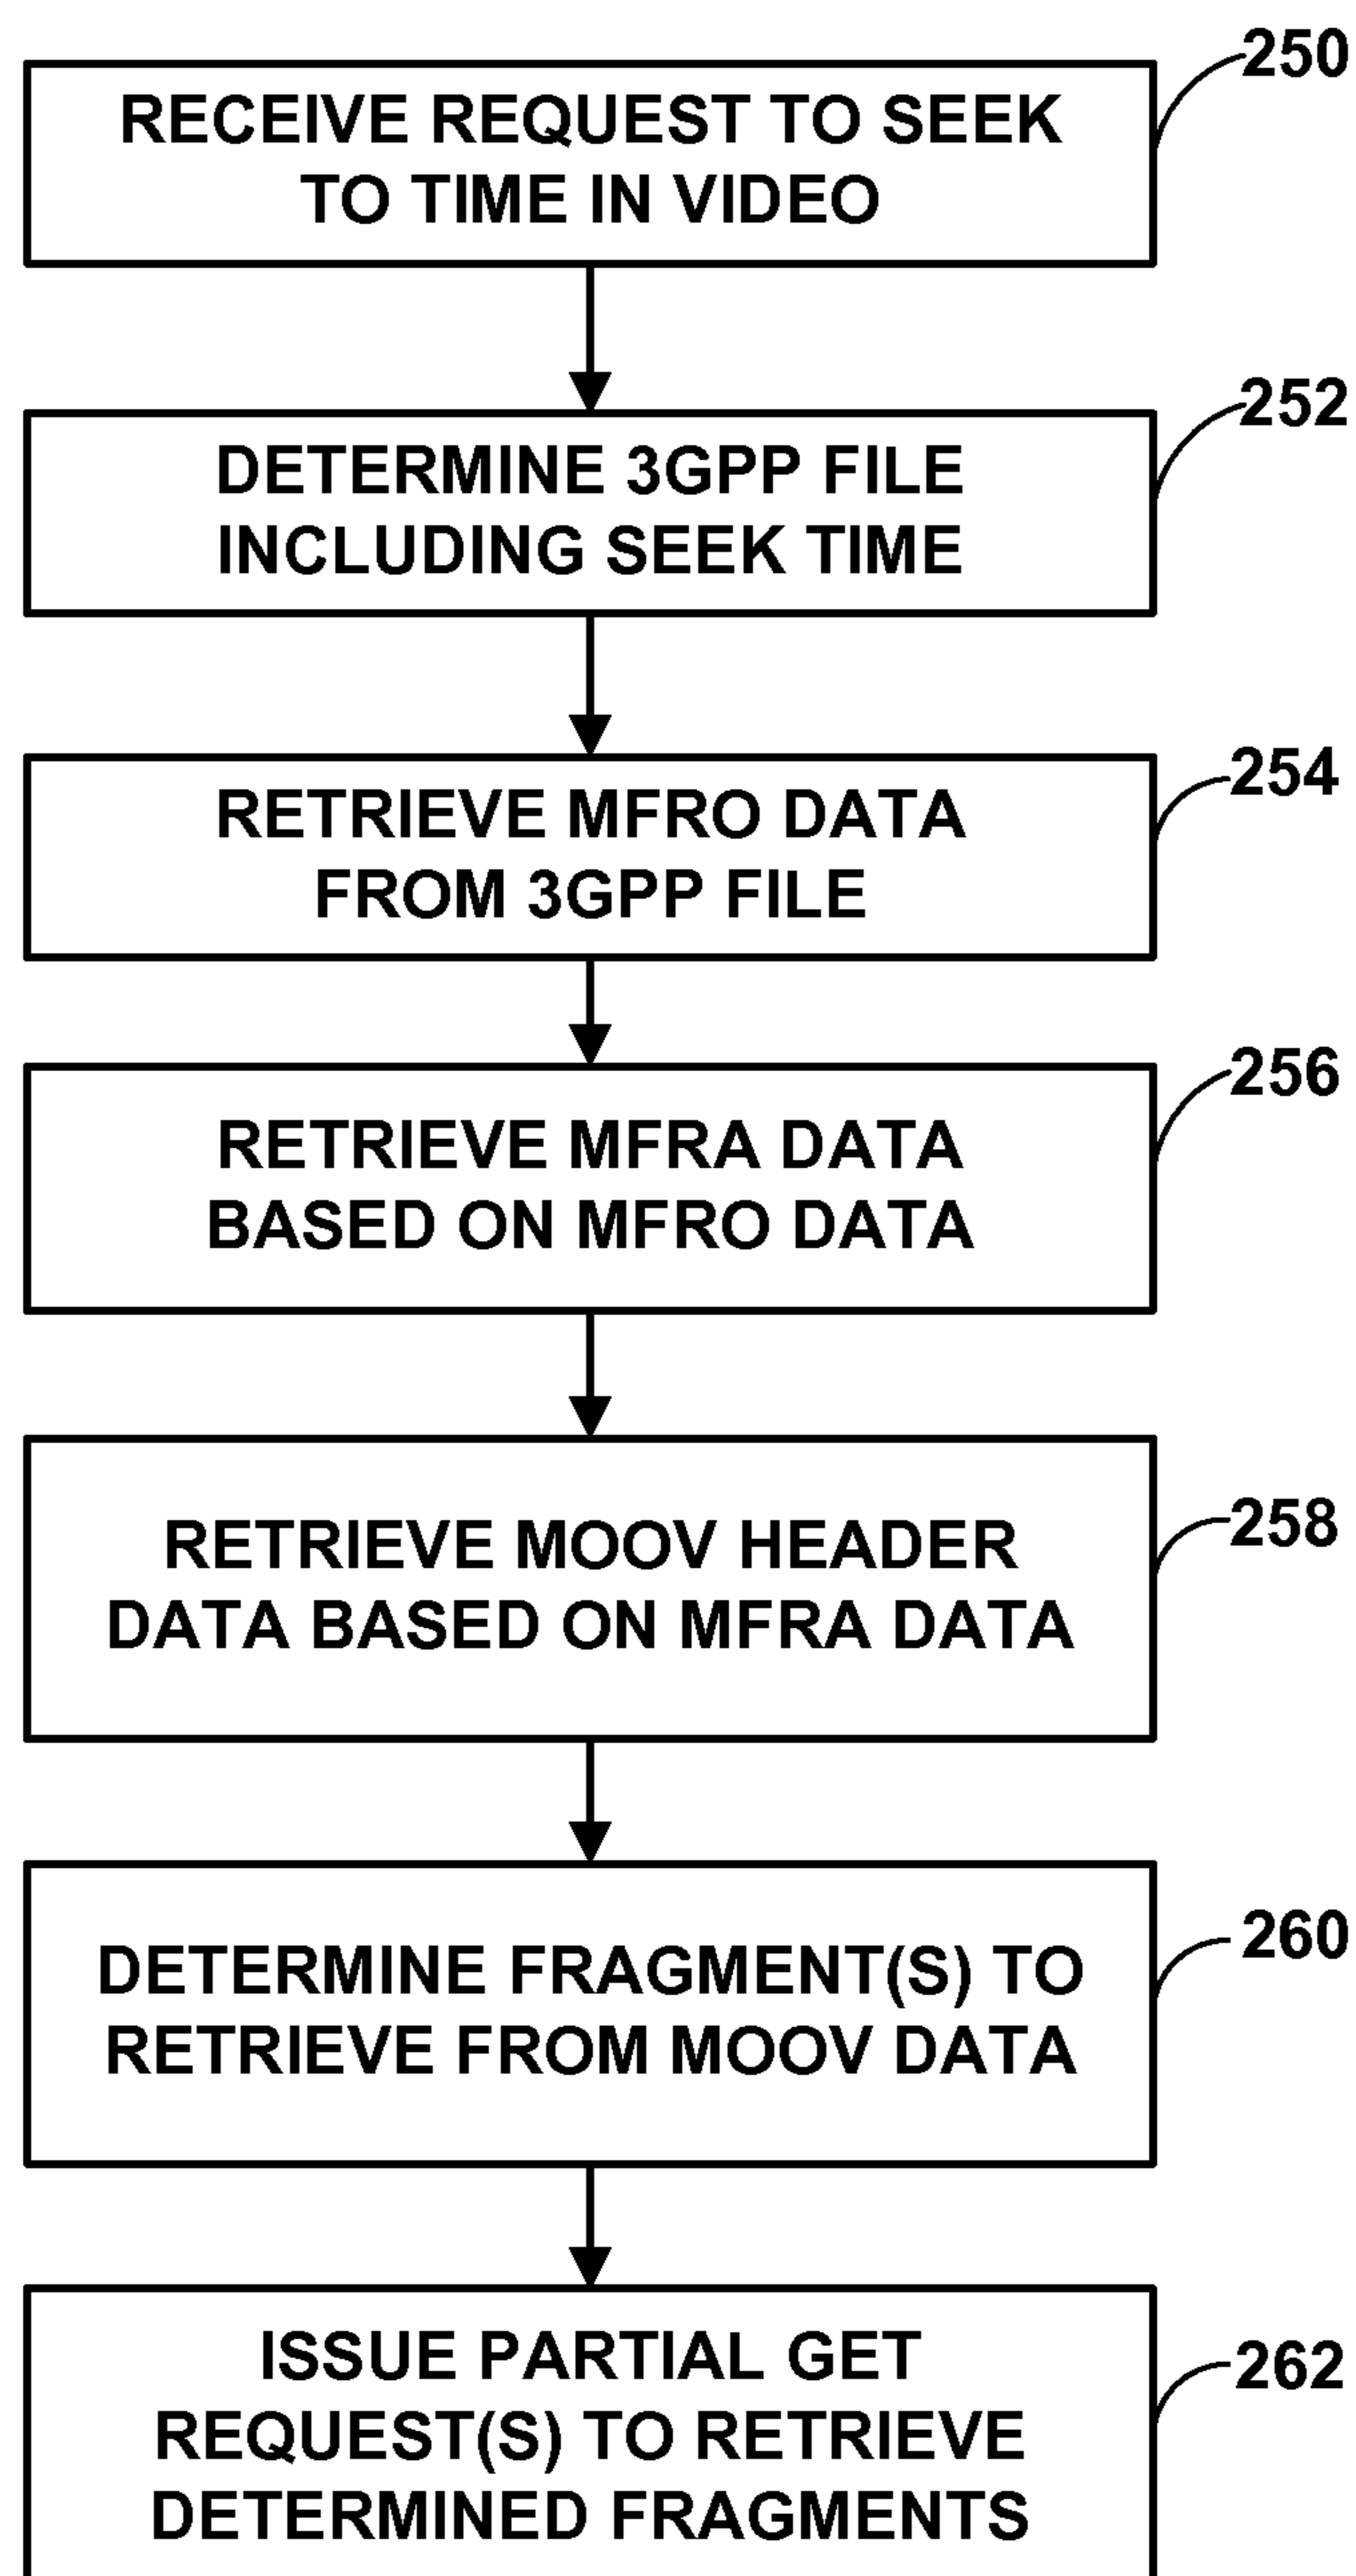 250
RECEIVE REQUEST TO SEEK
TO TIME IN VIDEO
252
DETERMINE 3GPP FILE
INCLUDING SEEK TIME
254
RETRIEVE MFRO DATA
FROM 3GPP FILE
256
RETRIEVE MFRA DATA
BASED ON MFRO DATA
258
RETRIEVE MOOV HEADER
DATA BASED ON MFRA DATA
260
DETERMINE FRAGMENT(S) TO
RETRIEVE FROM MOOV DATA
262
ISSUE PARTIAL GET
REQUEST(S) TO RETRIEVE
DETERMINED FRAGMENTS